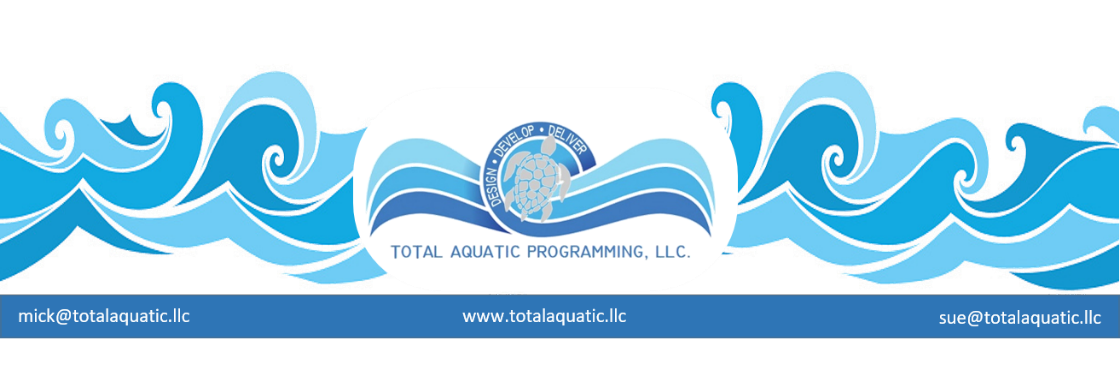 DESIGN • DEVELOP • DELIVER
TOTAL AQUATIC PROGRAMMING, LLC.
mick@totalaquatic.llc
www.totalaquatic.llc
sue@totalaquatic.llc